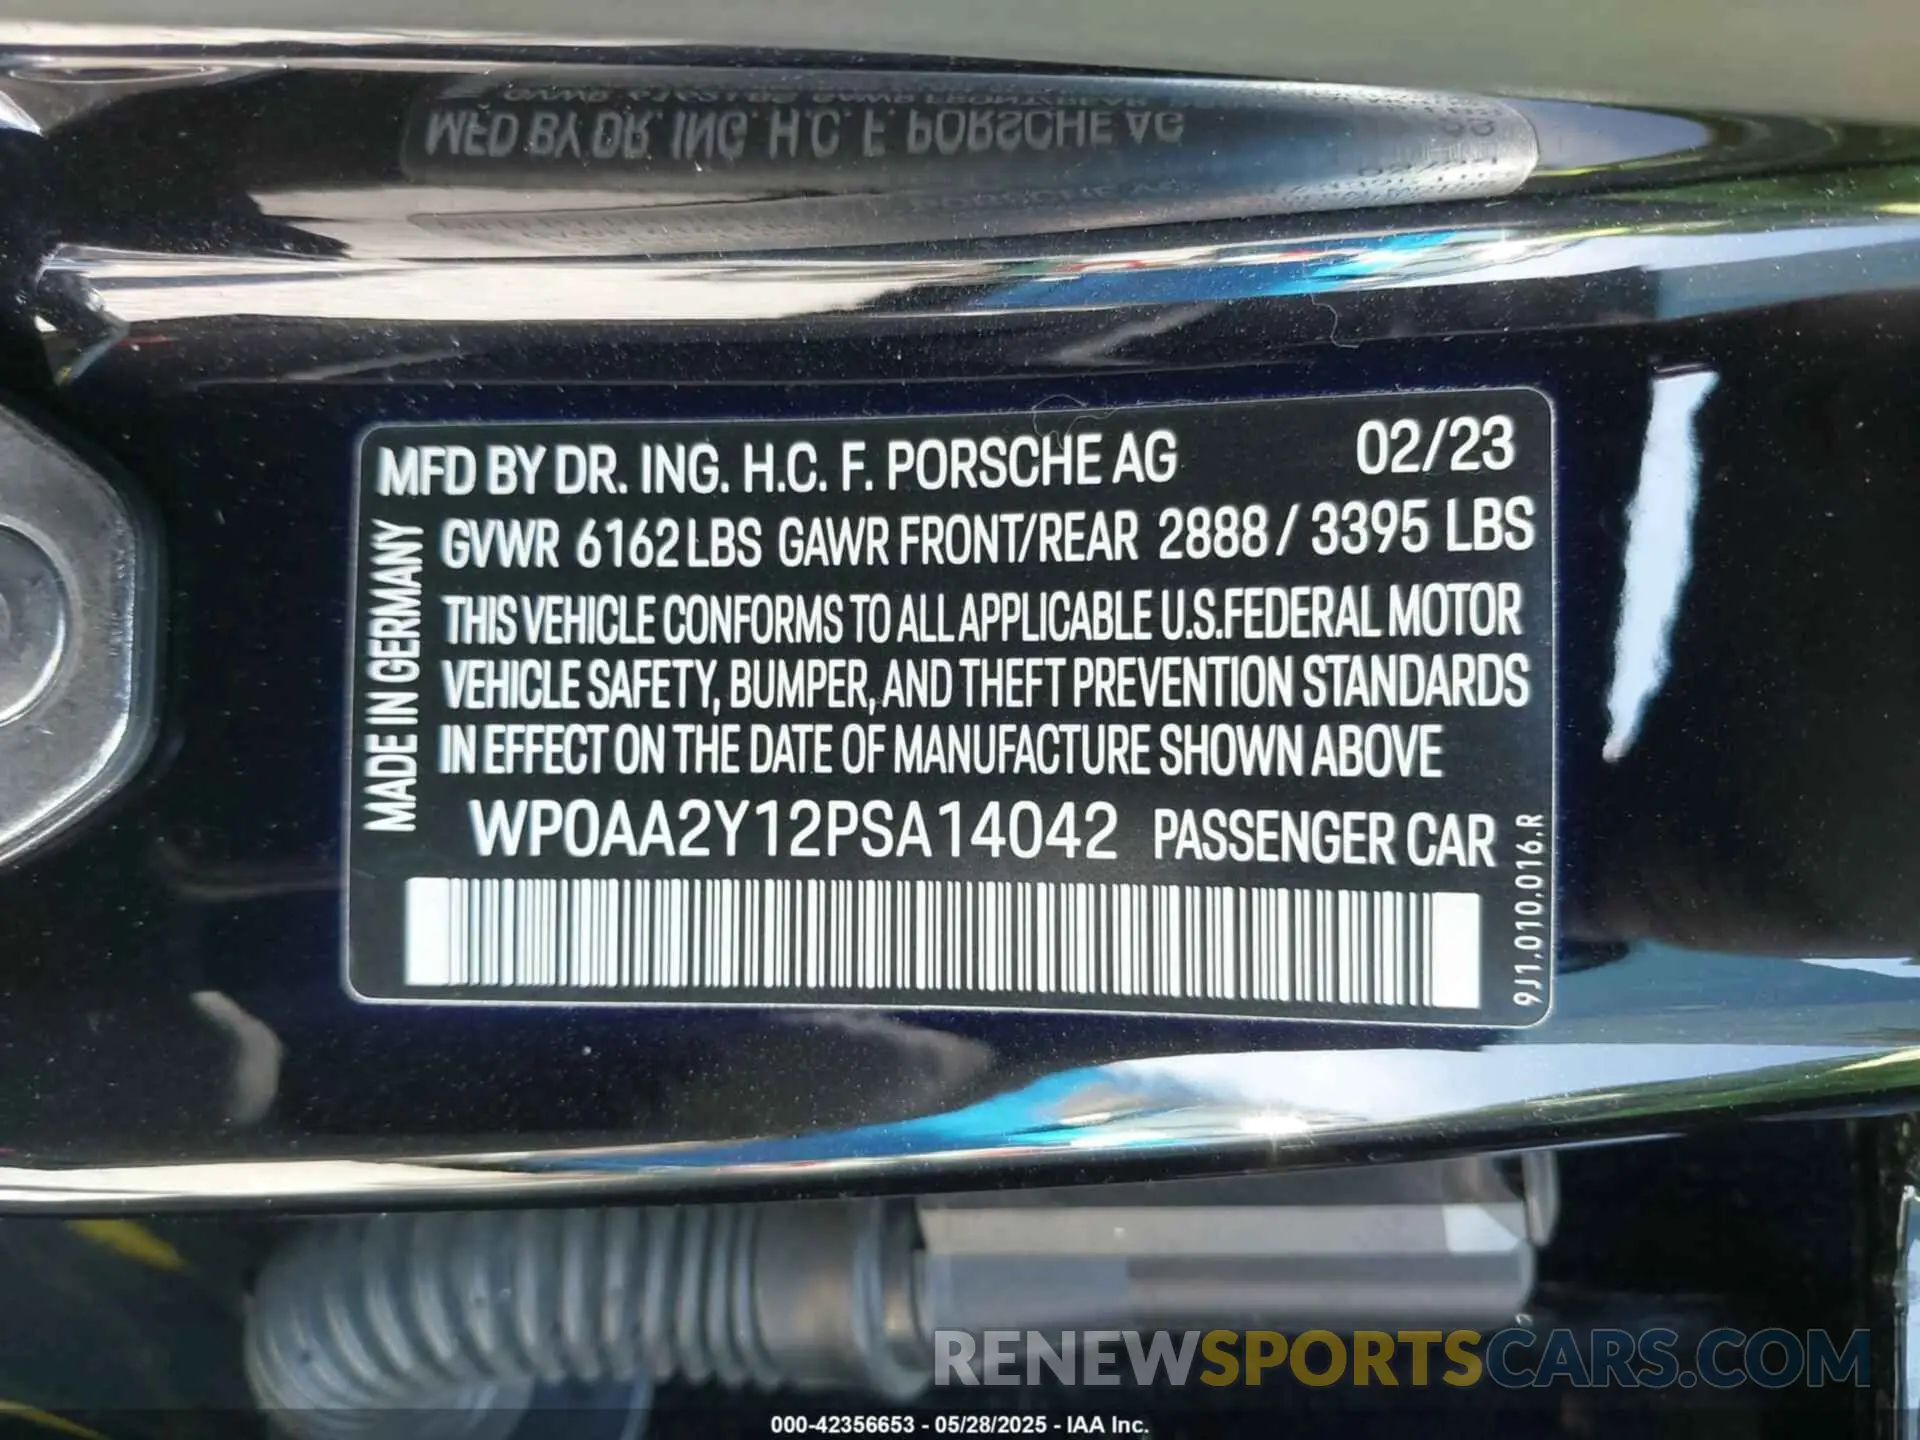 MFD BY DR. ING. H.C. F. PORSCHE AG
MFD BY DR. ING. H.C. F. PORSCHE AG 02/23
GVWR 6162 LBS GAWR FRONT/REAR 2888 / 3395 LBS
THIS VEHICLE CONFORMS TO ALL APPLICABLE U.S.FEDERAL MOTOR
VEHICLE SAFETY, BUMPER, AND THEFT PREVENTION STANDARDS
IN EFFECT ON THE DATE OF MANUFACTURE SHOWN ABOVE
WP0AA2Y12PSA14042 PASSENGER CAR
MADE IN GERMANY
9J1.010.016.R
RENEWSPORTSCARS.COM
000-42356653 - 05/28/2025 - IAA Inc.